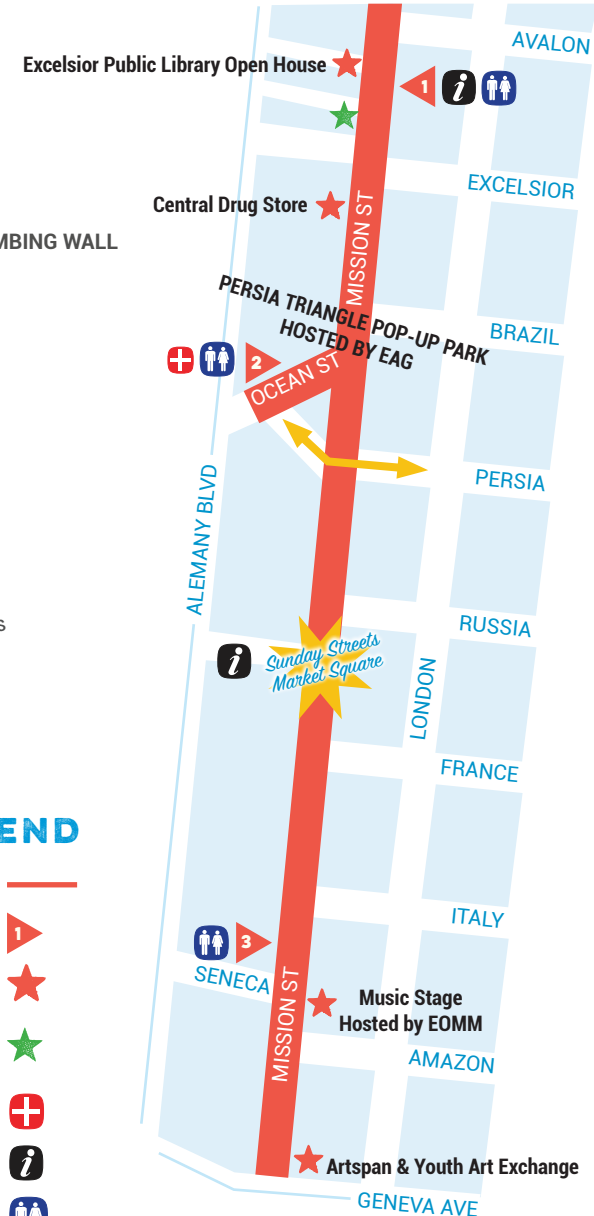 AVALON
Excelsior Public Library Open House
1
i
EXCELSIOR
Central Drug Store
MISSION ST
MBING WALL
PERSIA TRIANGLE POP-UP PARK
HOSTED BY EAG
BRAZIL
2
OCEAN ST
PERSIA
ALEMANY BLVD
s
RUSSIA
i
Sunday Streets
Market Square
LONDON
FRANCE
END
ITALY
1
3
SENECA
MISSION ST
Music Stage
Hosted by EOMM
AMAZON
i
Artspan & Youth Art Exchange
GENEVA AVE